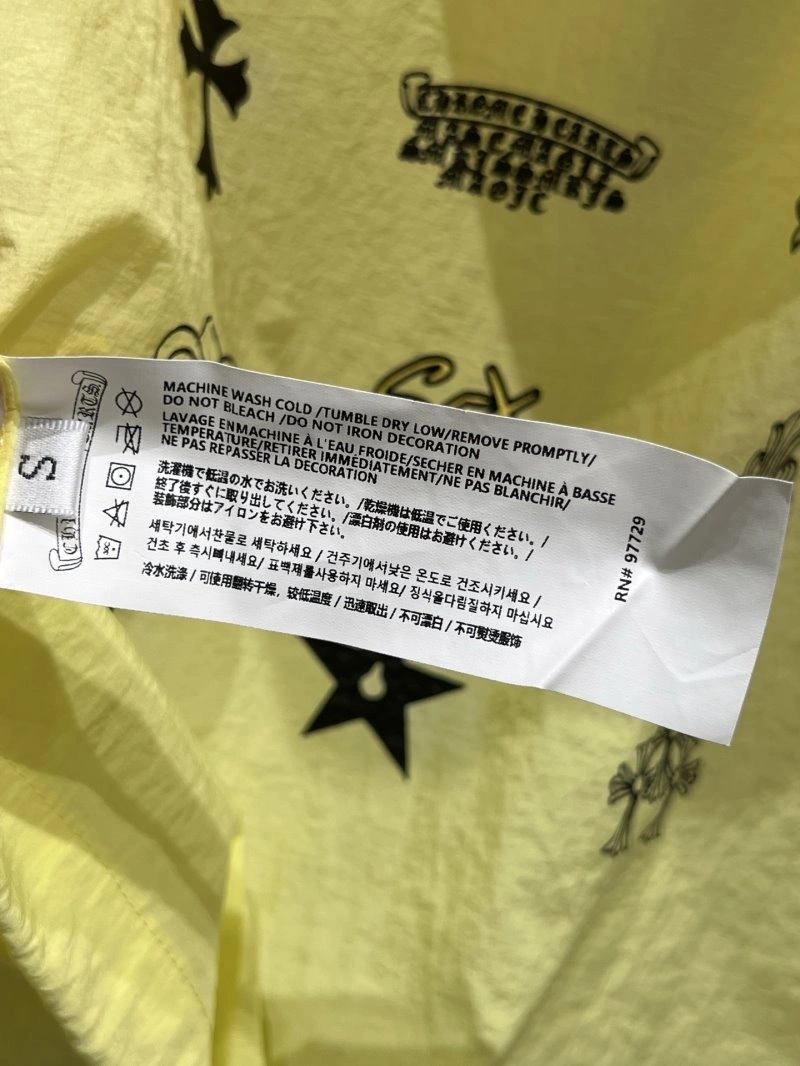 MACHINE WASH COLD /TUMBLE DRY LOW/REMOVE PROMPTLY/
DO NOT BLEACH /DO NOT IRON DECORATION
LAVAGE ENMACHINE À L'EAU FROIDE/SECHER EN MACHINE À BASSE
TEMPERATURE/RETIRER IMMÉDIATEMENT/NE PAS BLANCHIR/
NE PAS REPASSER LA DECORATION
洗濯機で低温の水でお洗いください。/乾燥機は低温でご使用ください。/
終了後すぐに取り出してください。/漂白剤の使用はお避けください。/
装飾部分はアイロンをお避け下さい。
세탁기에서찬물로 세탁하세요 / 건주기에서낮은 온도로 건조시키세요 /
건초 후 즉시빼내세요/ 표백제를사용하지 마세요/ 장식을다림질하지 마십시요
冷水洗涤 / 可使用翻转干燥，较低温度 / 迅速取出 / 不可漂白 / 不可熨烫服饰
RN# 97729
S